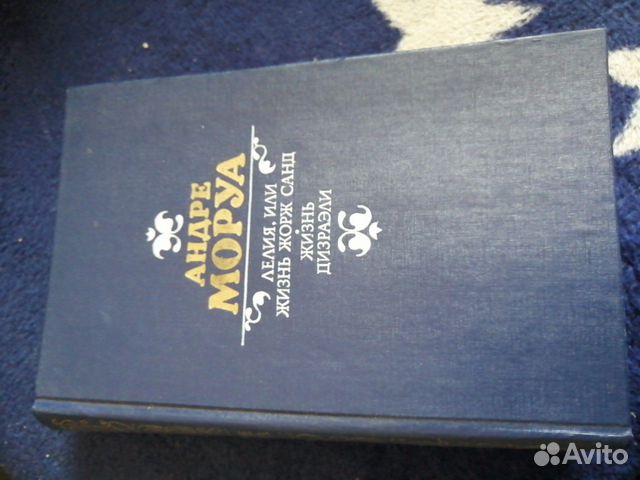 АНДРЕ
МОРУА
ЛЕЛИЯ, ИЛИ
ЖИЗНЬ ЖОРЖ САНД
ЖИЗНЬ
ДИЗРАЭЛИ
Avito